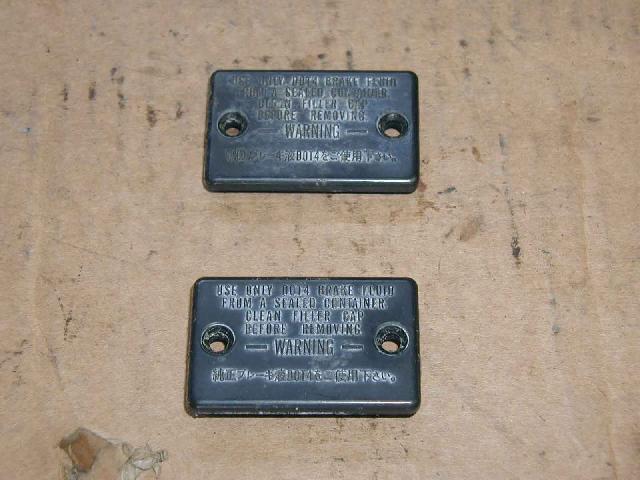 USE ONLY DOT4 BRAKE FLUID
FROM A SEALED CONTAINER
CLEAN FILLER CAP
BEFORE REMOVING
— WARNING —
純正ブレーキ液DOT4をご使用下さい。
USE ONLY DOT4 BRAKE FLUID
FROM A SEALED CONTAINER
CLEAN FILLER CAP
BEFORE REMOVING
— WARNING —
純正ブレーキ液DOT4をご使用下さい。